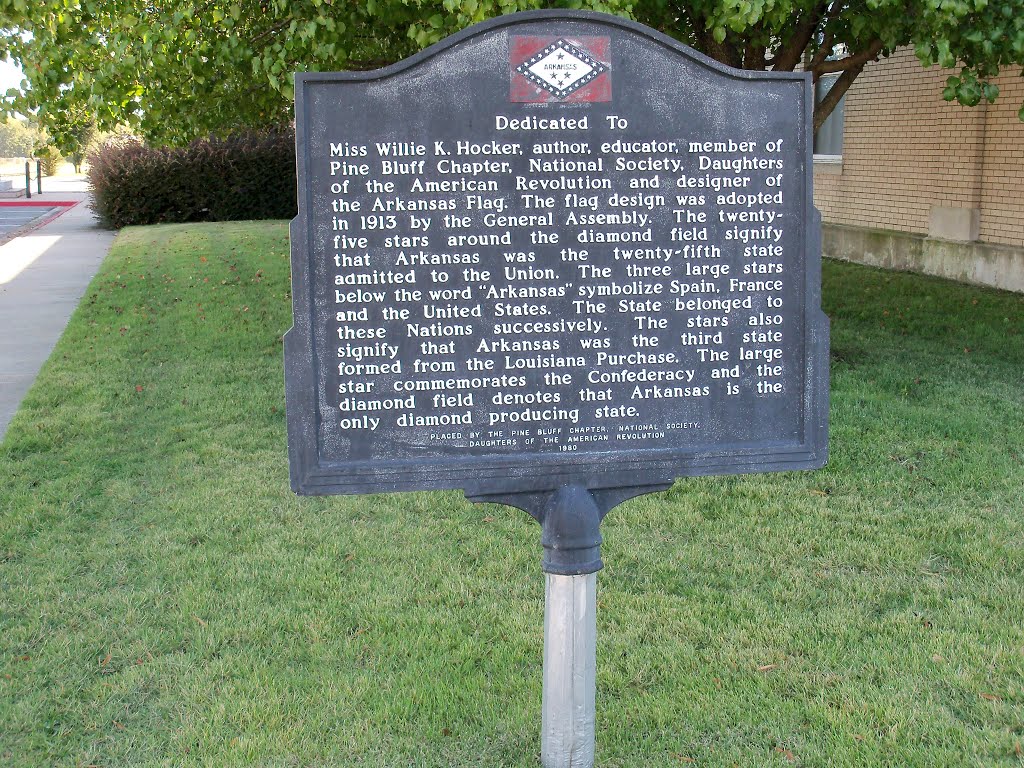 ARKANSAS
Dedicated To
Miss Willie K. Hocker, author, educator, member of
Pine Bluff Chapter, National Society, Daughters
of the American Revolution and designer of
the Arkansas Flag. The flag design was adopted
in 1913 by the General Assembly. The twenty-
five stars around the diamond field signify
that Arkansas was the twenty-fifth state
admitted to the Union. The three large stars
below the word "Arkansas" symbolize Spain, France
and the United States. The State belonged to
these Nations successively. The stars also
signify that Arkansas was the third state
formed from the Louisiana Purchase. The large
star commemorates the Confederacy and the
diamond field denotes that Arkansas is the
only diamond producing state.
PLACED BY THE PINE BLUFF CHAPTER, NATIONAL SOCIETY,
DAUGHTERS OF THE AMERICAN REVOLUTION
1980